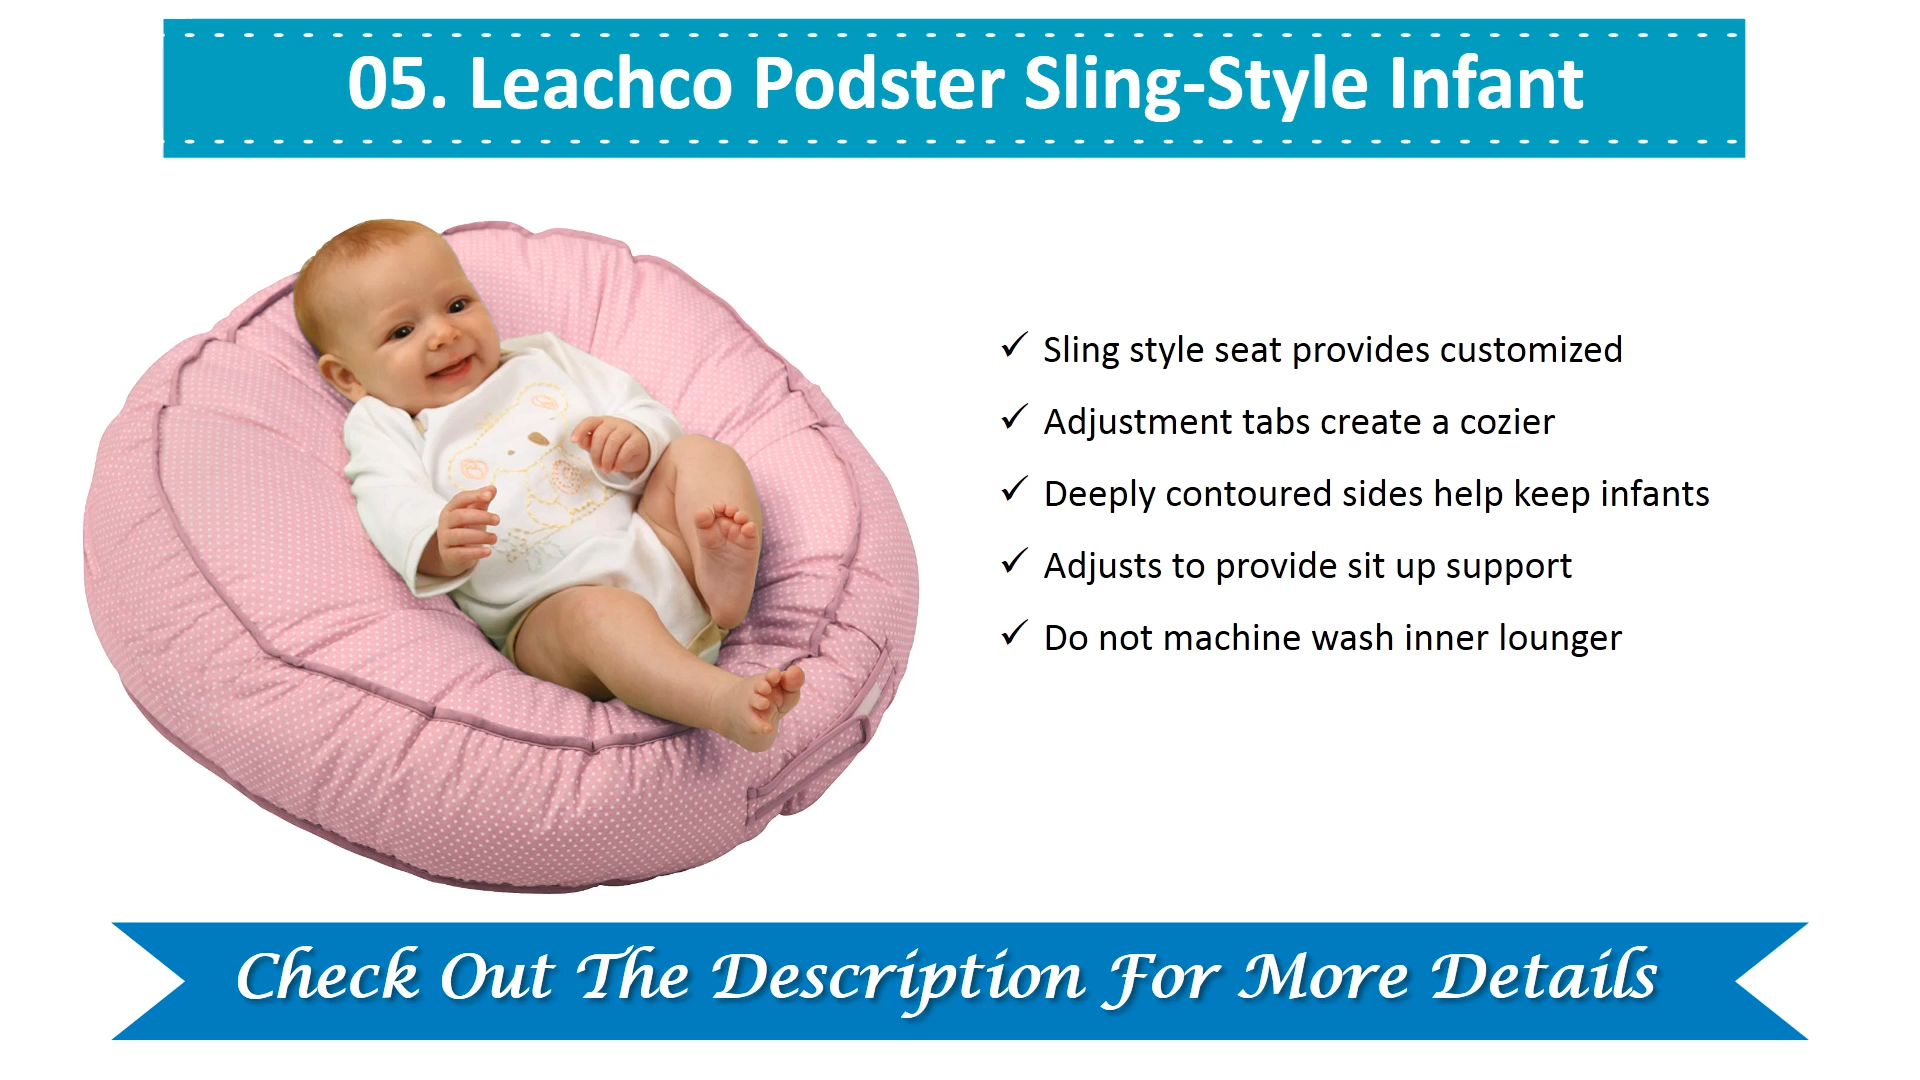 05. Leachco Podster Sling-Style Infant
Sling style seat provides customized
Adjustment tabs create a cozier
Deeply contoured sides help keep infants
Adjusts to provide sit up support
Do not machine wash inner lounger
Check Out The Description For More Details